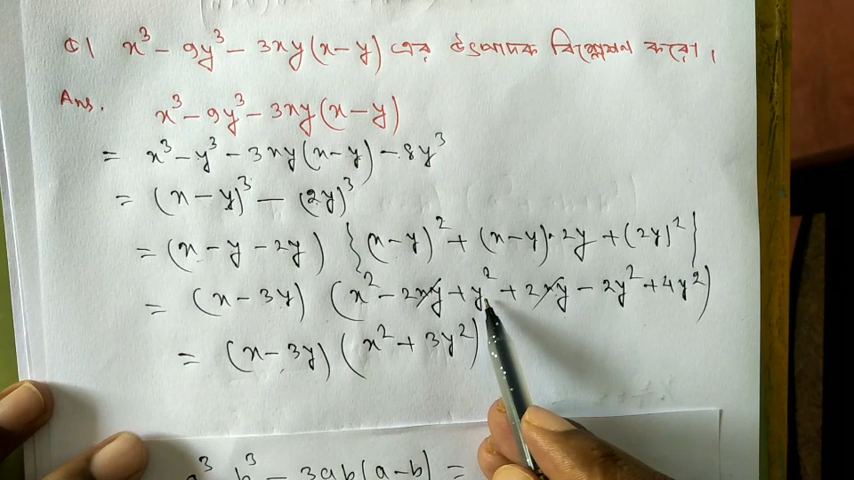 ৫| x³ - 9y³ - 3xy(x-y) এর উৎপাদক বিশ্লেষণ করো।
Ans. x³ - 9y³ - 3xy(x-y)
= x³ - y³ - 3xy(x-y) - 8y³
= (x-y)³ - (2y)³
= (x-y-2y) {(x-y)² + (x-y)·2y + (2y)²}
= (x-3y) (x² - 2xy + y² + 2xy - 2y² + 4y²)
= (x-3y)(x² + 3y²)
a³ b³ - 3ab(a-b) =